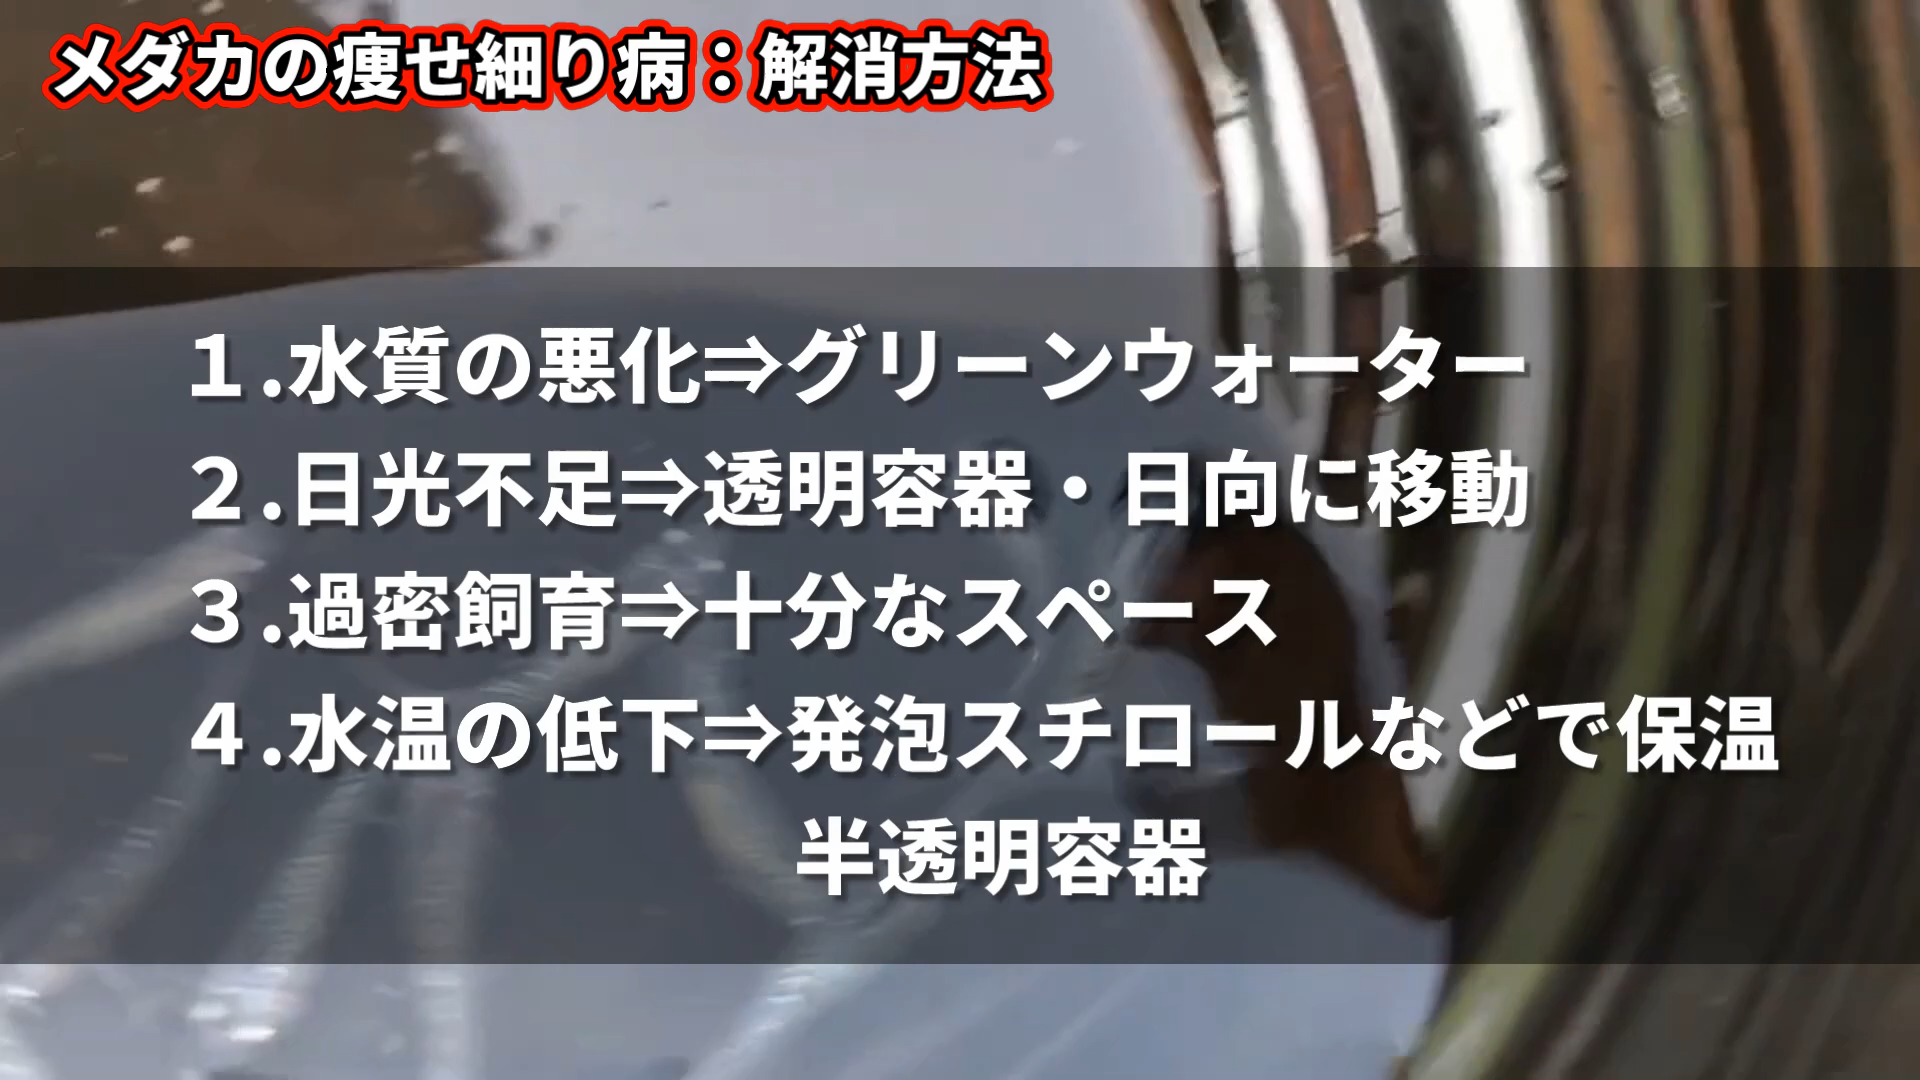 メダカの痩せ細り病：解消方法
１.水質の悪化⇒グリーンウォーター
２.日光不足⇒透明容器・日向に移動
３.過密飼育⇒十分なスペース
４.水温の低下⇒発泡スチロールなどで保温
半透明容器